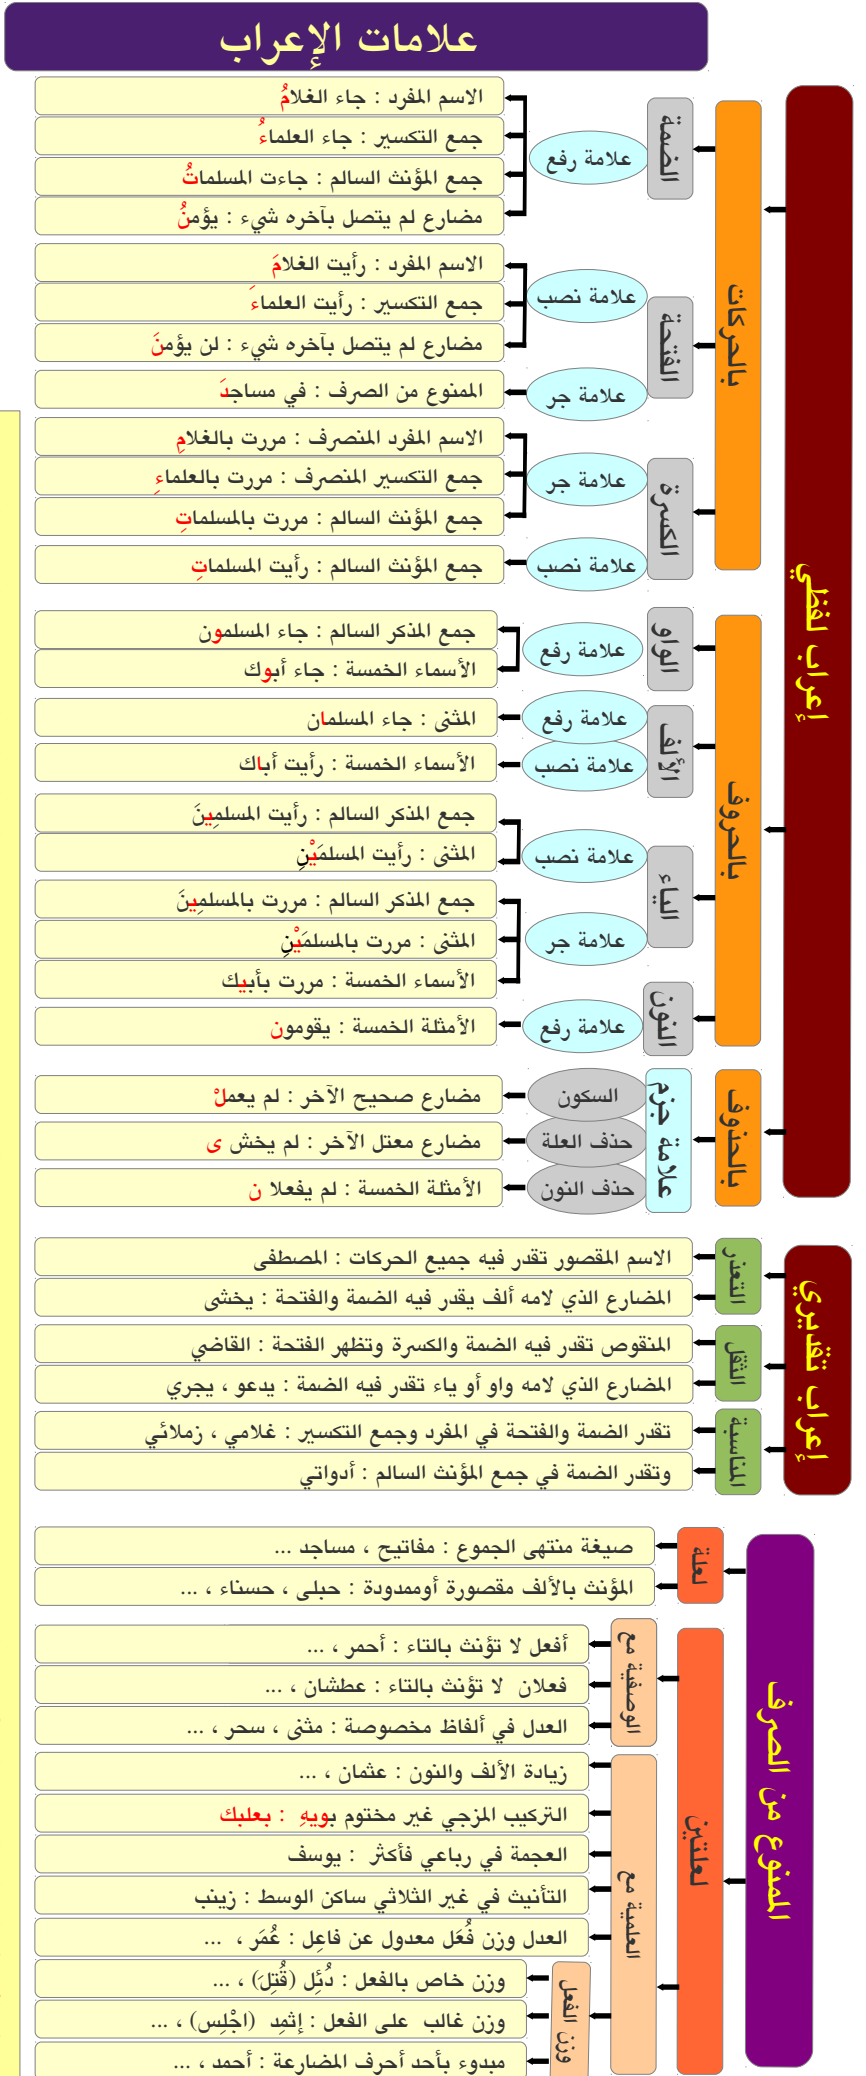 علامات الإعراب
إعراب لفظي
بالحركات
الضمة
علامة رفع
الاسم المفرد : جاء الغلامُ
جمع التكسير : جاء العلماءُ
جمع المؤنث السالم : جاءت المسلماتُ
مضارع لم يتصل بآخره شيء : يؤمنُ
الفتحة
علامة نصب
الاسم المفرد : رأيت الغلامَ
جمع التكسير : رأيت العلماءَ
مضارع لم يتصل بآخره شيء : لن يؤمنَ
علامة جر
الممنوع من الصرف : في مساجدَ
الكسرة
علامة جر
الاسم المفرد المنصرف : مررت بالغلامِ
جمع التكسير المنصرف : مررت بالعلماءِ
جمع المؤنث السالم : مررت بالمسلماتِ
علامة نصب
جمع المؤنث السالم : رأيت المسلماتِ
بالحروف
الواو
علامة رفع
جمع المذكر السالم : جاء المسلمون
الأسماء الخمسة : جاء أبوك
الألف
علامة رفع
المثنى : جاء المسلمان
علامة نصب
الأسماء الخمسة : رأيت أباك
الياء
علامة نصب
جمع المذكر السالم : رأيت المسلمِينَ
المثنى : رأيت المسلمَيْنِ
علامة جر
جمع المذكر السالم : مررت بالمسلمِينَ
المثنى : مررت بالمسلمَيْنِ
الأسماء الخمسة : مررت بأبيك
النون
علامة رفع
الأمثلة الخمسة : يقومون
بالحذوف
علامة جزم
السكون
مضارع صحيح الآخر : لم يعملْ
حذف العلة
مضارع معتل الآخر : لم يخش ى
حذف النون
الأمثلة الخمسة : لم يفعلا ن
إعراب تقديري
التعذر
الاسم المقصور تقدر فيه جميع الحركات : المصطفى
المضارع الذي لامه ألف يقدر فيه الضمة والفتحة : يخشى
الثقل
المنقوص تقدر فيه الضمة والكسرة وتظهر الفتحة : القاضي
المضارع الذي لامه واو أو ياء تقدر فيه الضمة : يدعو ، يجري
المناسبة
تقدر الضمة والفتحة في المفرد وجمع التكسير : غلامي ، زملائي
وتقدر الضمة في جمع المؤنث السالم : أدواتي
الممنوع من الصرف
لعلة
صيغة منتهى الجموع : مفاتيح ، مساجد ...
المؤنث بالألف مقصورة أوممدودة : حبلى ، حسناء ، ...
لعلتين
الوصفية مع
أفعل لا تؤنث بالتاء : أحمر ، ...
فعلان لا تؤنث بالتاء : عطشان ، ...
العدل في ألفاظ مخصوصة : مثنى ، سحر ، ...
العلمية مع
زيادة الألف والنون : عثمان ، ...
التركيب المزجي غير مختوم بويهِ : بعلبك
العجمة في رباعي فأكثر : يوسف
التأنيث في غير الثلاثي ساكن الوسط : زينب
العدل وزن فُعَل معدول عن فاعِل : عُمَر ، ...
وزن الفعل
وزن خاص بالفعل : دُئِل (قُتِلَ) ، ...
وزن غالب على الفعل : إثمِد (اجْلِس) ، ...
مبدوء بأحد أحرف المضارعة : أحمد ، ...